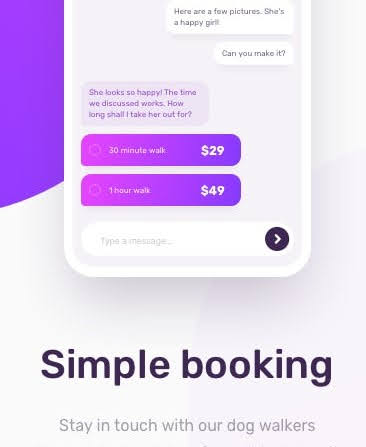 Here are a few pictures. She's
a happy girl!
Can you make it?
She looks so happy! The time
we discussed works. How
long shall I take her out for?
30 minute walk $29
1 hour walk $49
Type a message…
Simple booking
Stay in touch with our dog walkers